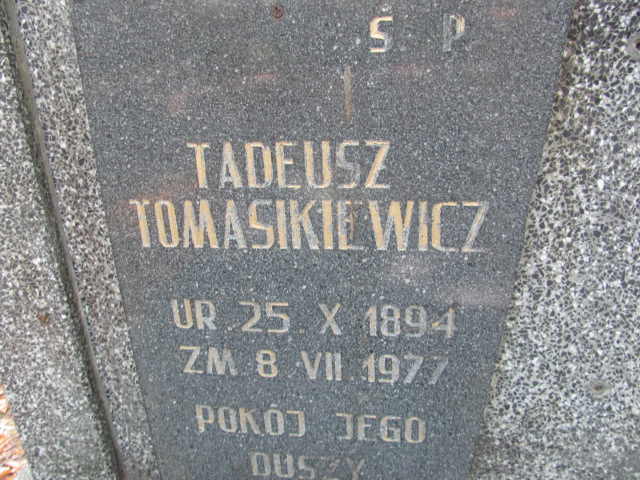 Ś P
TADEUSZ
TOMASIKIEWICZ
UR 25 X 1894
ZM 8 VII 1977
POKÓJ JEGO
DUSZY